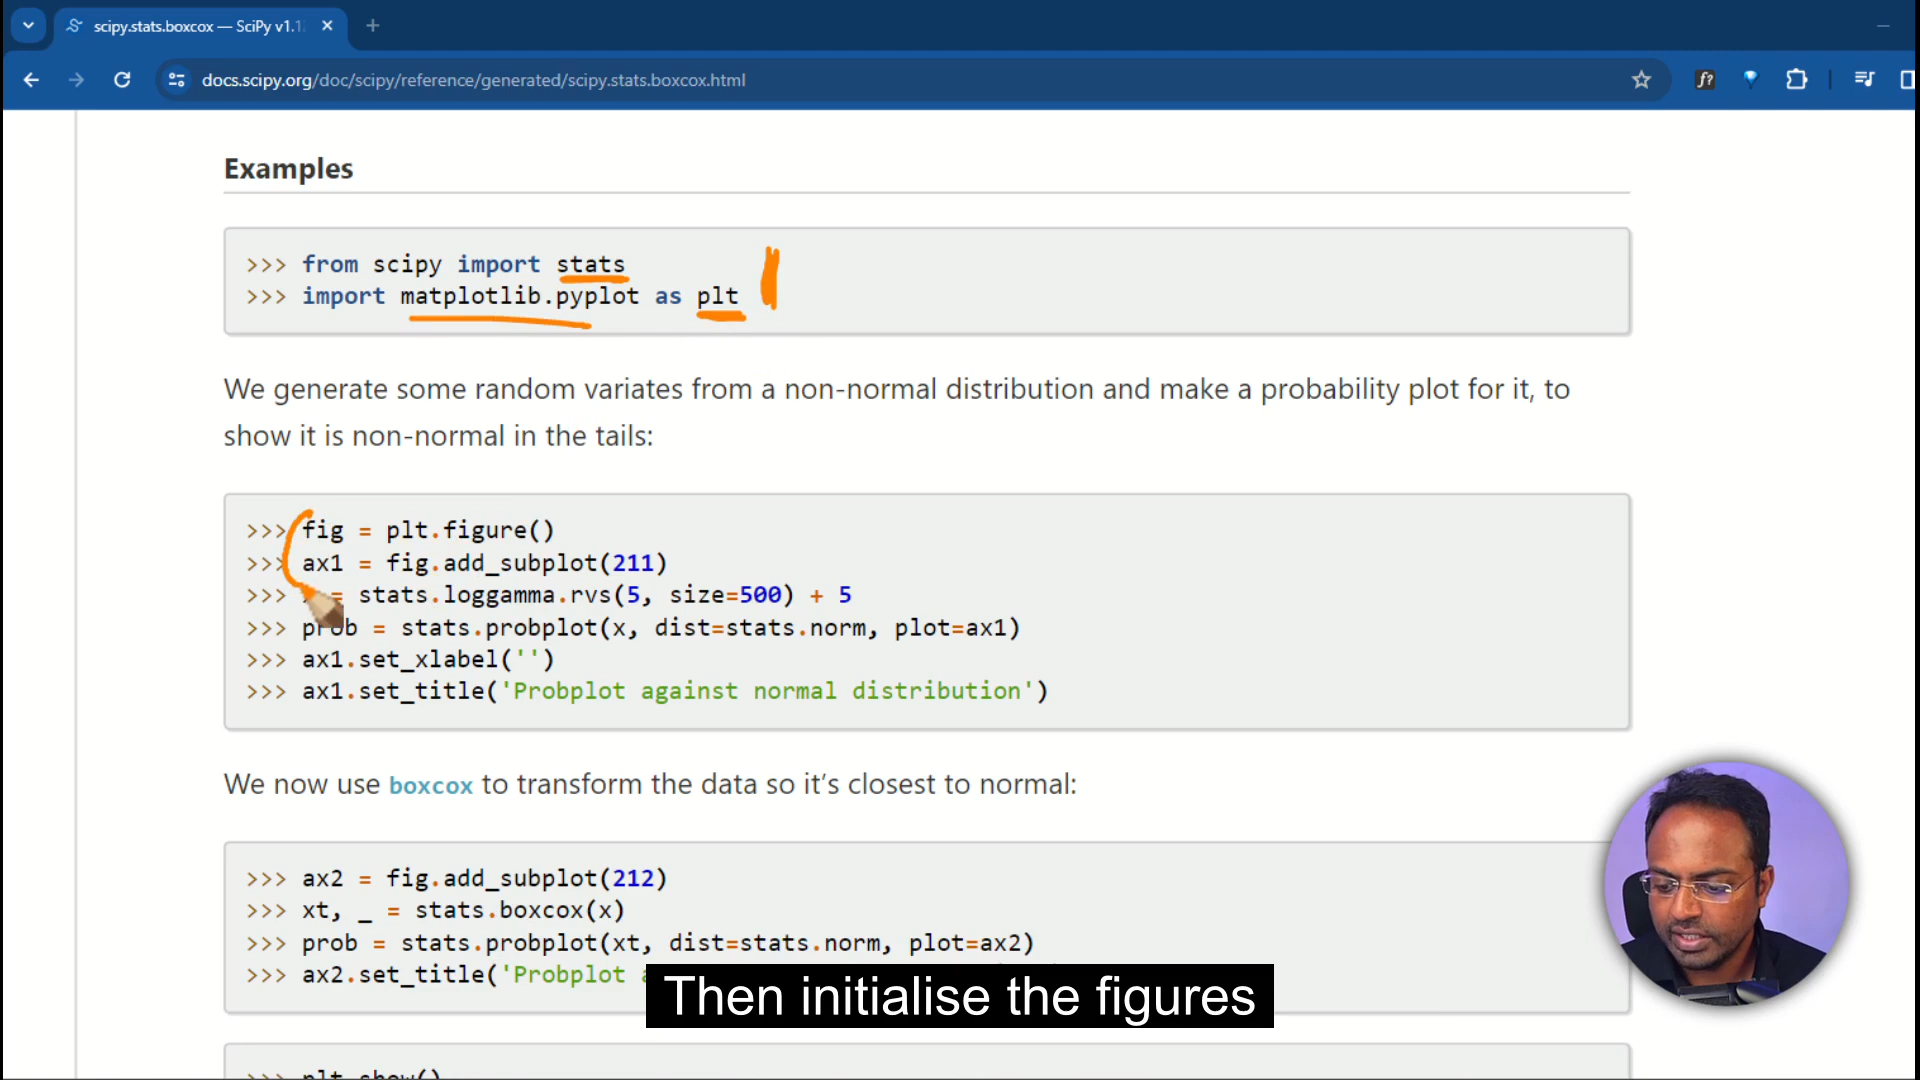 scipy.stats.boxcox — SciPy v1.1
docs.scipy.org/doc/scipy/reference/generated/scipy.stats.boxcox.html
Examples
>>> from scipy import stats
>>> import matplotlib.pyplot as plt
We generate some random variates from a non-normal distribution and make a probability plot for it, to
show it is non-normal in the tails:
>>> fig = plt.figure()
>>> ax1 = fig.add_subplot(211)
>>> = stats.loggamma.rvs(5, size=500) + 5
>>> prob = stats.probplot(x, dist=stats.norm, plot=ax1)
>>> ax1.set_xlabel('')
>>> ax1.set_title('Probplot against normal distribution')
We now use boxcox to transform the data so it's closest to normal:
>>> ax2 = fig.add_subplot(212)
>>> xt, _ = stats.boxcox(x)
>>> prob = stats.probplot(xt, dist=stats.norm, plot=ax2)
>>> ax2.set_title('Probplot
Then initialise the figures
>>> plt.show()